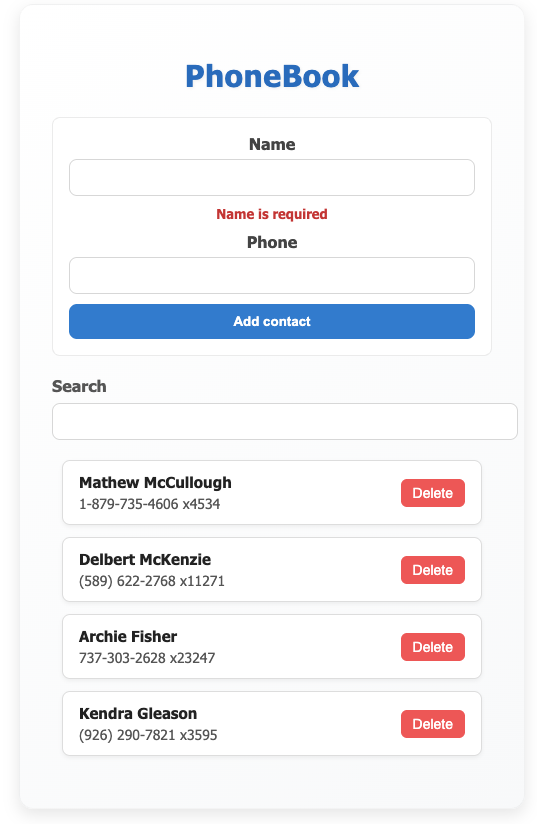 PhoneBook
Name
Name is required
Phone
Add contact
Search
Mathew McCullough
1-879-735-4606 x4534
Delete
Delbert McKenzie
(589) 622-2768 x11271
Delete
Archie Fisher
737-303-2628 x23247
Delete
Kendra Gleason
(926) 290-7821 x3595
Delete